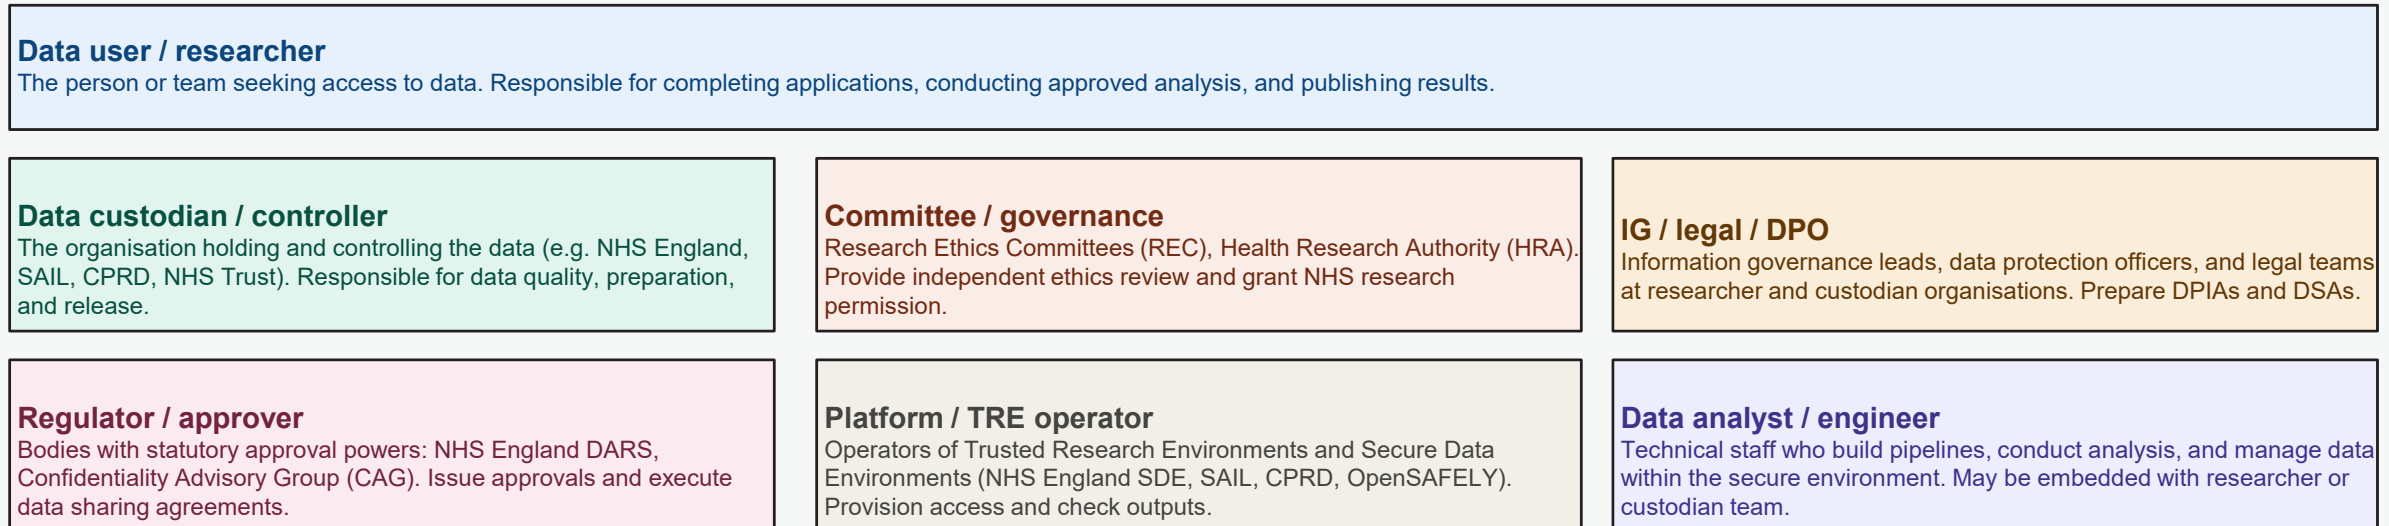 Data user / researcher
The person or team seeking access to data. Responsible for completing applications, conducting approved analysis, and publishing results.
Data custodian / controller
The organisation holding and controlling the data (e.g. NHS England,
SAIL, CPRD, NHS Trust). Responsible for data quality, preparation,
and release.
Committee / governance
Research Ethics Committees (REC), Health Research Authority (HRA).
Provide independent ethics review and grant NHS research
permission.
IG / legal / DPO
Information governance leads, data protection officers, and legal teams
at researcher and custodian organisations. Prepare DPIAs and DSAs.
Regulator / approver
Bodies with statutory approval powers: NHS England DARS,
Confidentiality Advisory Group (CAG). Issue approvals and execute
data sharing agreements.
Platform / TRE operator
Operators of Trusted Research Environments and Secure Data
Environments (NHS England SDE, SAIL, CPRD, OpenSAFELY).
Provision access and check outputs.
Data analyst / engineer
Technical staff who build pipelines, conduct analysis, and manage data
within the secure environment. May be embedded with researcher or
custodian team.